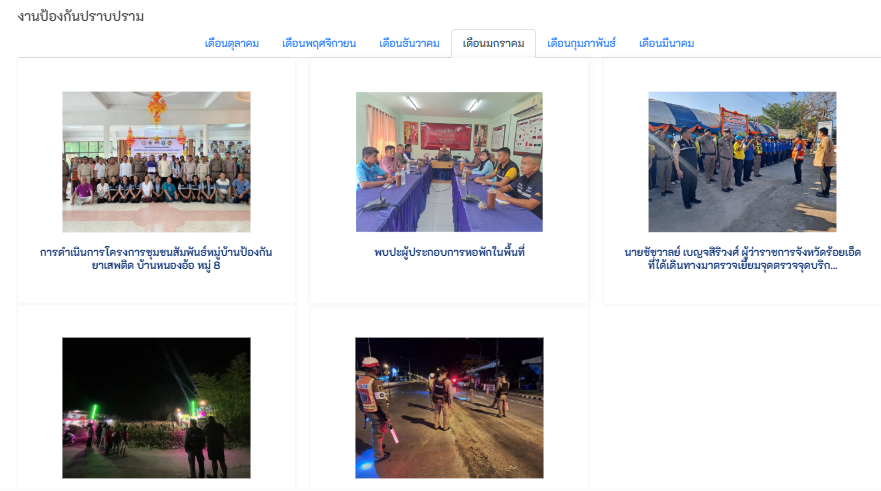 งานป้องกันปราบปราม
เดือนตุลาคม เดือนพฤศจิกายน เดือนธันวาคม เดือนมกราคม เดือนกุมภาพันธ์ เดือนมีนาคม
การดำเนินการโครงการชุมชนสัมพันธ์หมู่บ้านป้องกัน
ยาเสพติด บ้านหนองอ้อ หมู่ 8
พบปะผู้ประกอบการหอพักในพื้นที่
นายชัชวาลย์ เบญจสิริวงศ์ ผู้ว่าราชการจังหวัดร้อยเอ็ด
ที่ได้เดินทางมาตรวจเยี่ยมจุดตรวจจุดบริก...